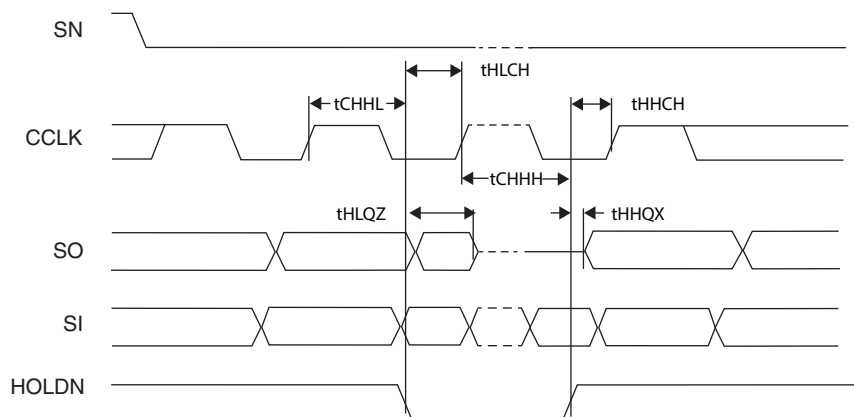 SN
tHLCH
tCHHL
tHHCH
CCLK
tCHHH
tHLQZ
tHHQX
SO
SI
HOLDN